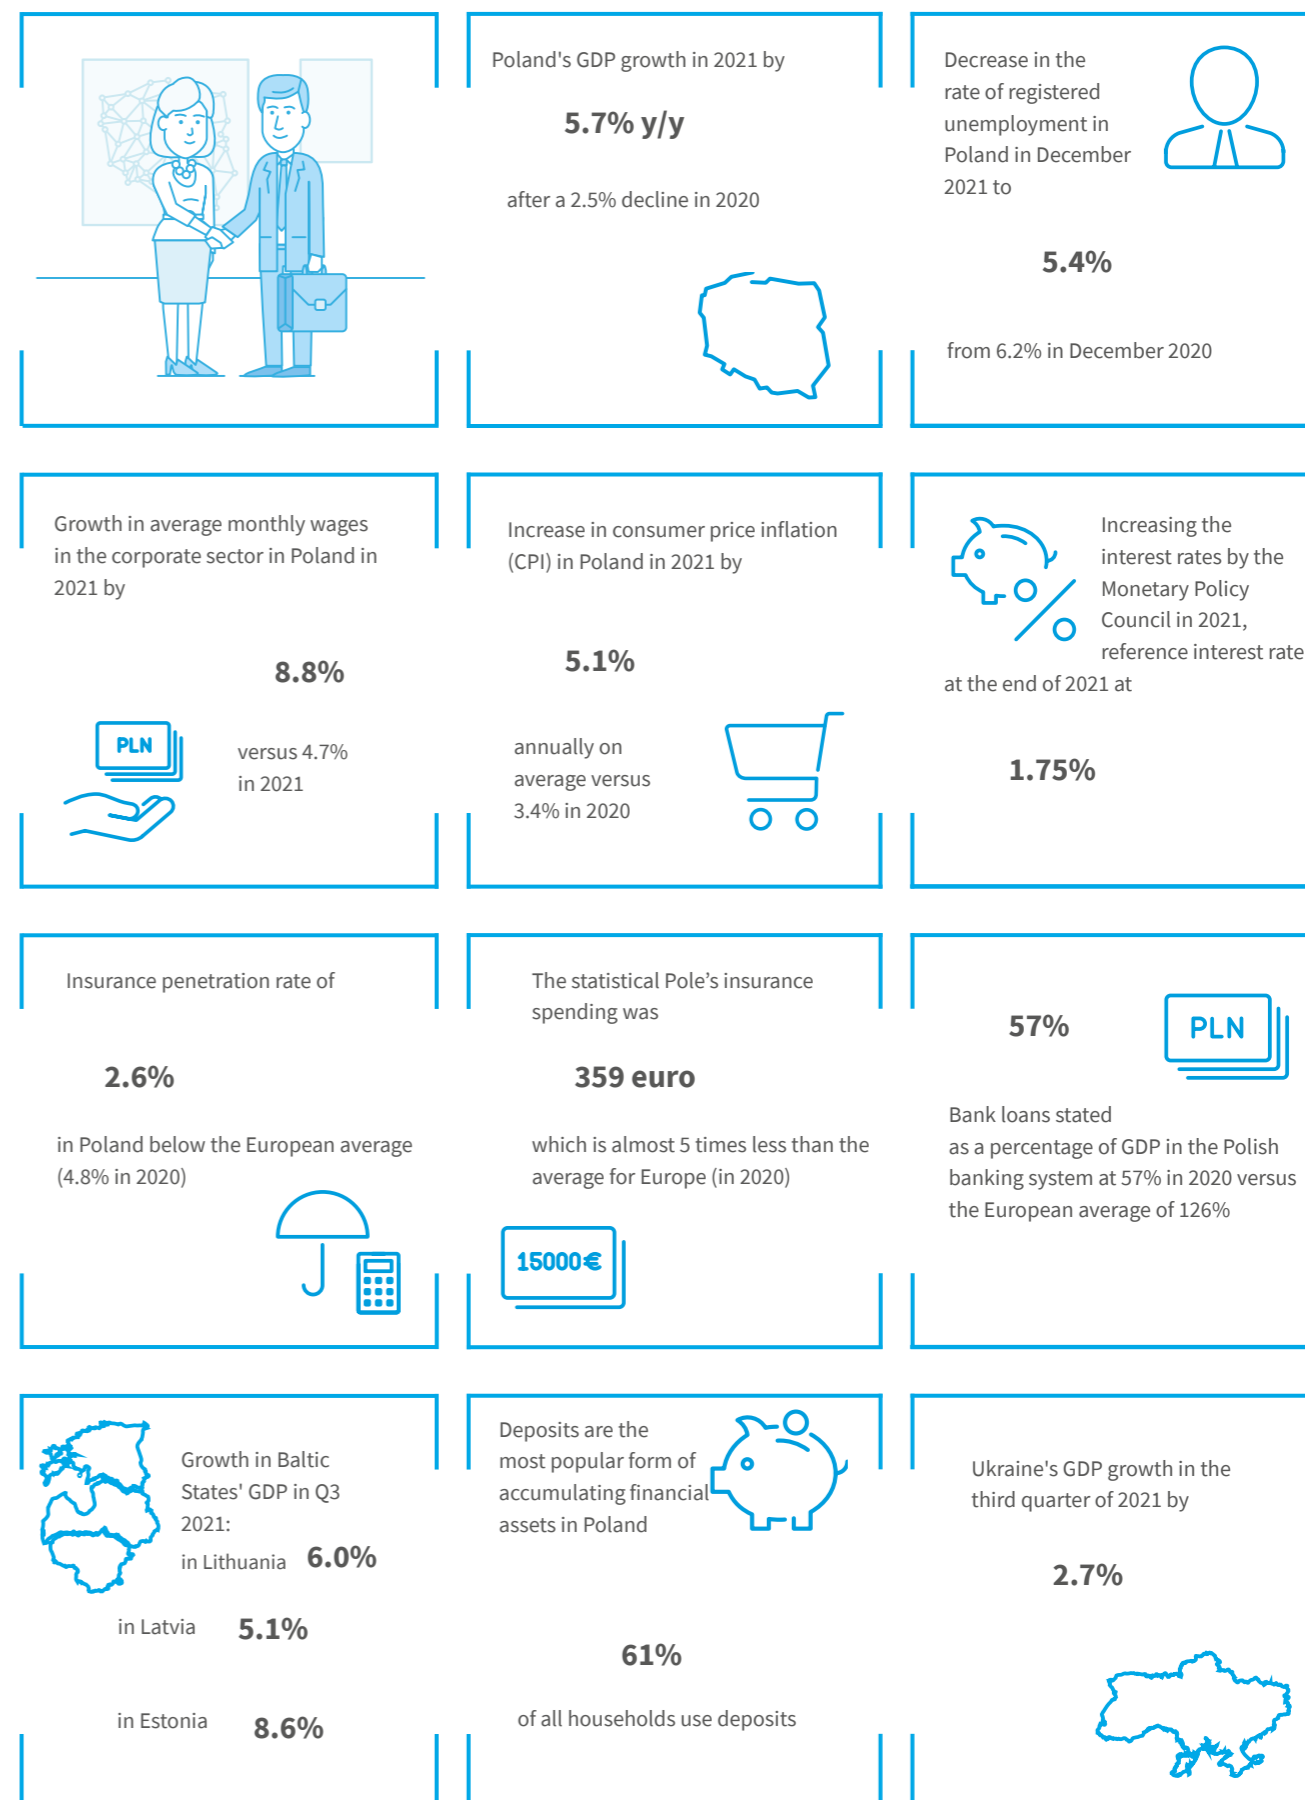 Poland's GDP growth in 2021 by
5.7% y/y
after a 2.5% decline in 2020
Decrease in the
rate of registered
unemployment in
Poland in December
2021 to
5.4%
from 6.2% in December 2020
Growth in average monthly wages
in the corporate sector in Poland in
2021 by
8.8%
PLN
versus 4.7%
in 2021
Increase in consumer price inflation
(CPI) in Poland in 2021 by
5.1%
annually on
average versus
3.4% in 2020
Increasing the
interest rates by the
Monetary Policy
Council in 2021,
reference interest rate
at the end of 2021 at
1.75%
Insurance penetration rate of
2.6%
in Poland below the European average
(4.8% in 2020)
The statistical Pole’s insurance
spending was
359 euro
which is almost 5 times less than the
average for Europe (in 2020)
15000€
57%
PLN
Bank loans stated
as a percentage of GDP in the Polish
banking system at 57% in 2020 versus
the European average of 126%
Growth in Baltic
States' GDP in Q3
2021:
in Lithuania 6.0%
in Latvia 5.1%
in Estonia 8.6%
Deposits are the
most popular form of
accumulating financial
assets in Poland
61%
of all households use deposits
Ukraine's GDP growth in the
third quarter of 2021 by
2.7%